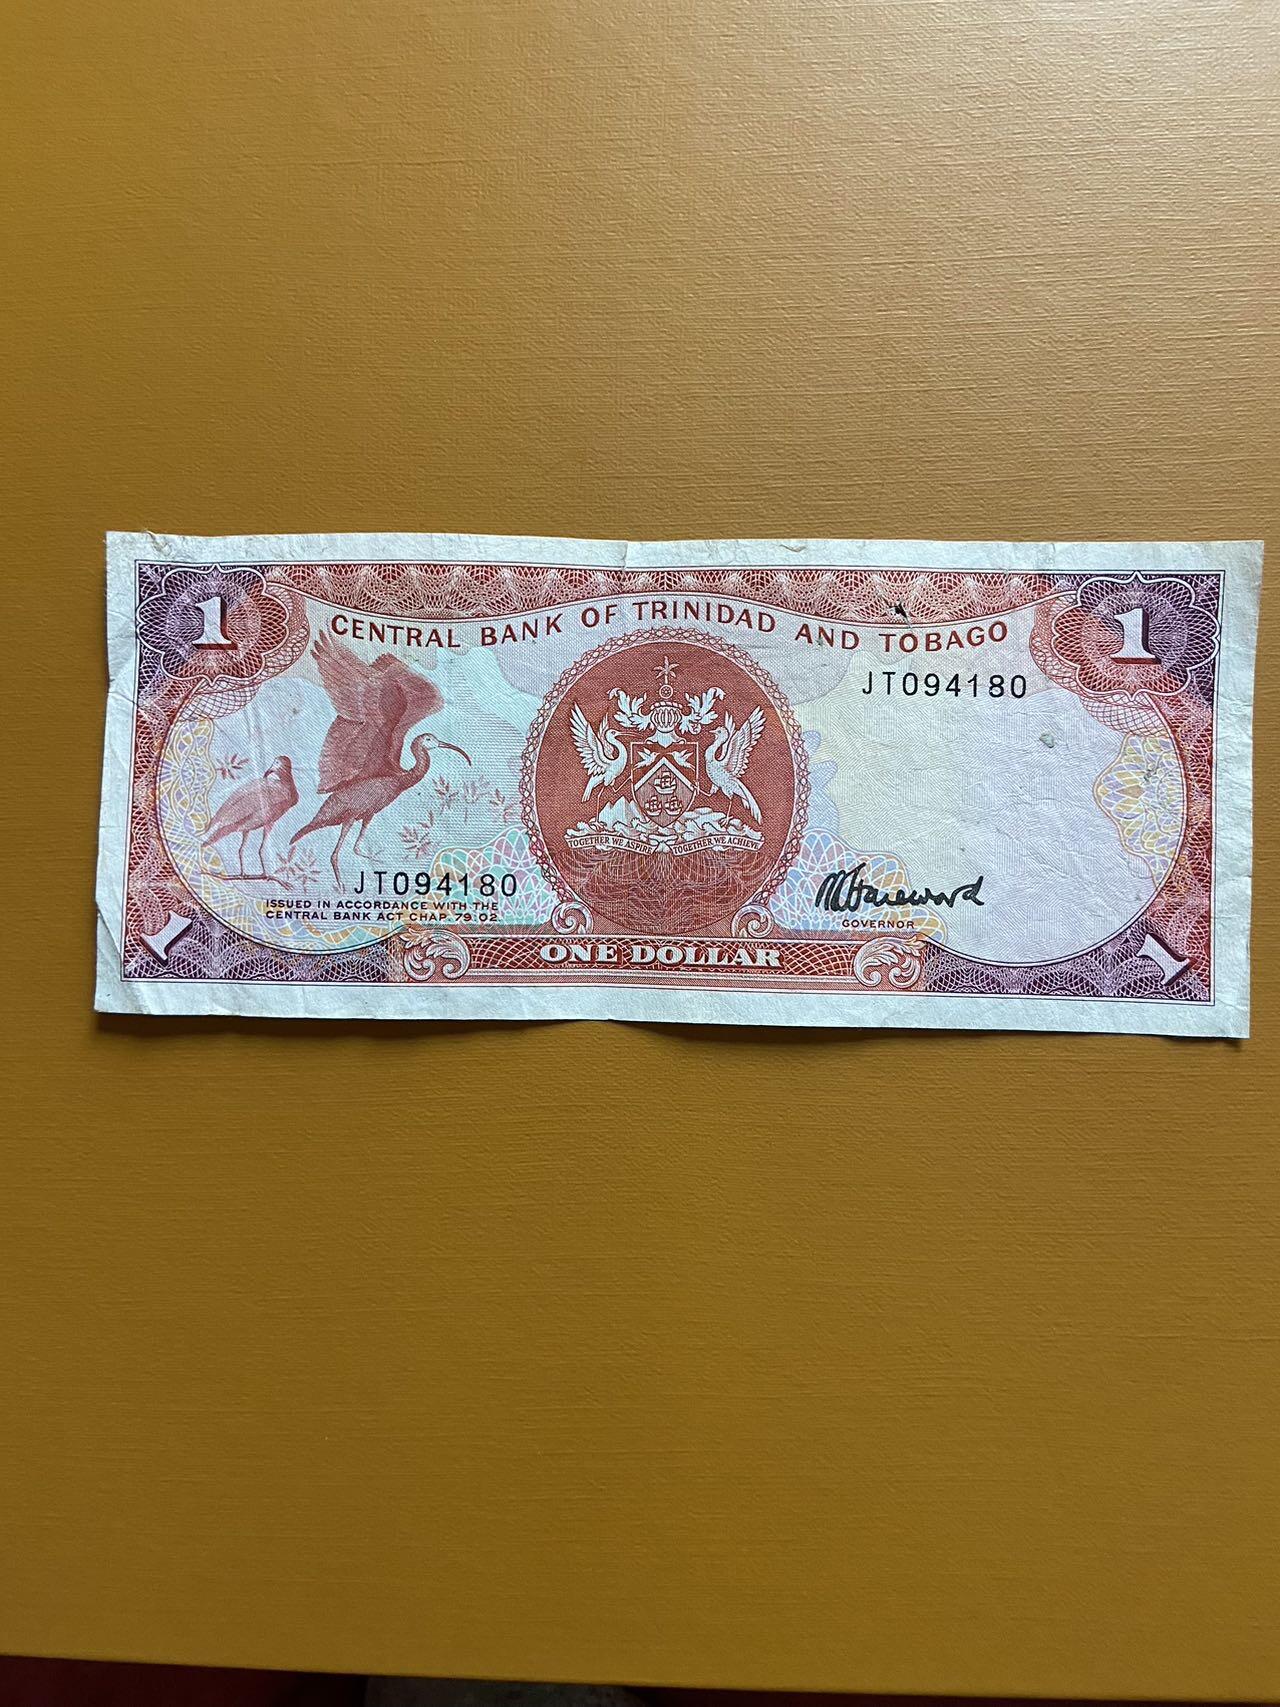 1 1
CENTRAL BANK OF TRINIDAD AND TOBAGO
JT094180
TOGETHER WE ASPIRE TOGETHER WE ACHIEVE
JT094180
ISSUED IN ACCORDANCE WITH THE
CENTRAL BANK ACT CHAP. 79:02
GOVERNOR
1 ONE DOLLAR 1